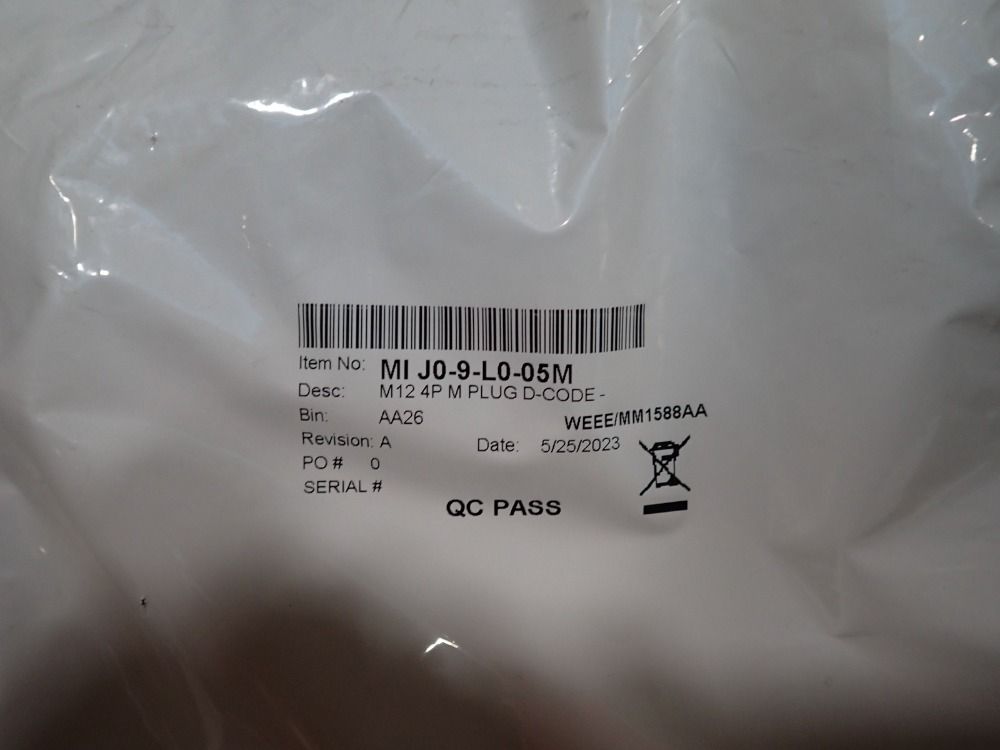 Item No: MI J0-9-L0-05M
Desc: M12 4P M PLUG D-CODE -
Bin: AA26
WEEE/MM1588AA
Revision: A Date: 5/25/2023
PO # 0
SERIAL #
QC PASS